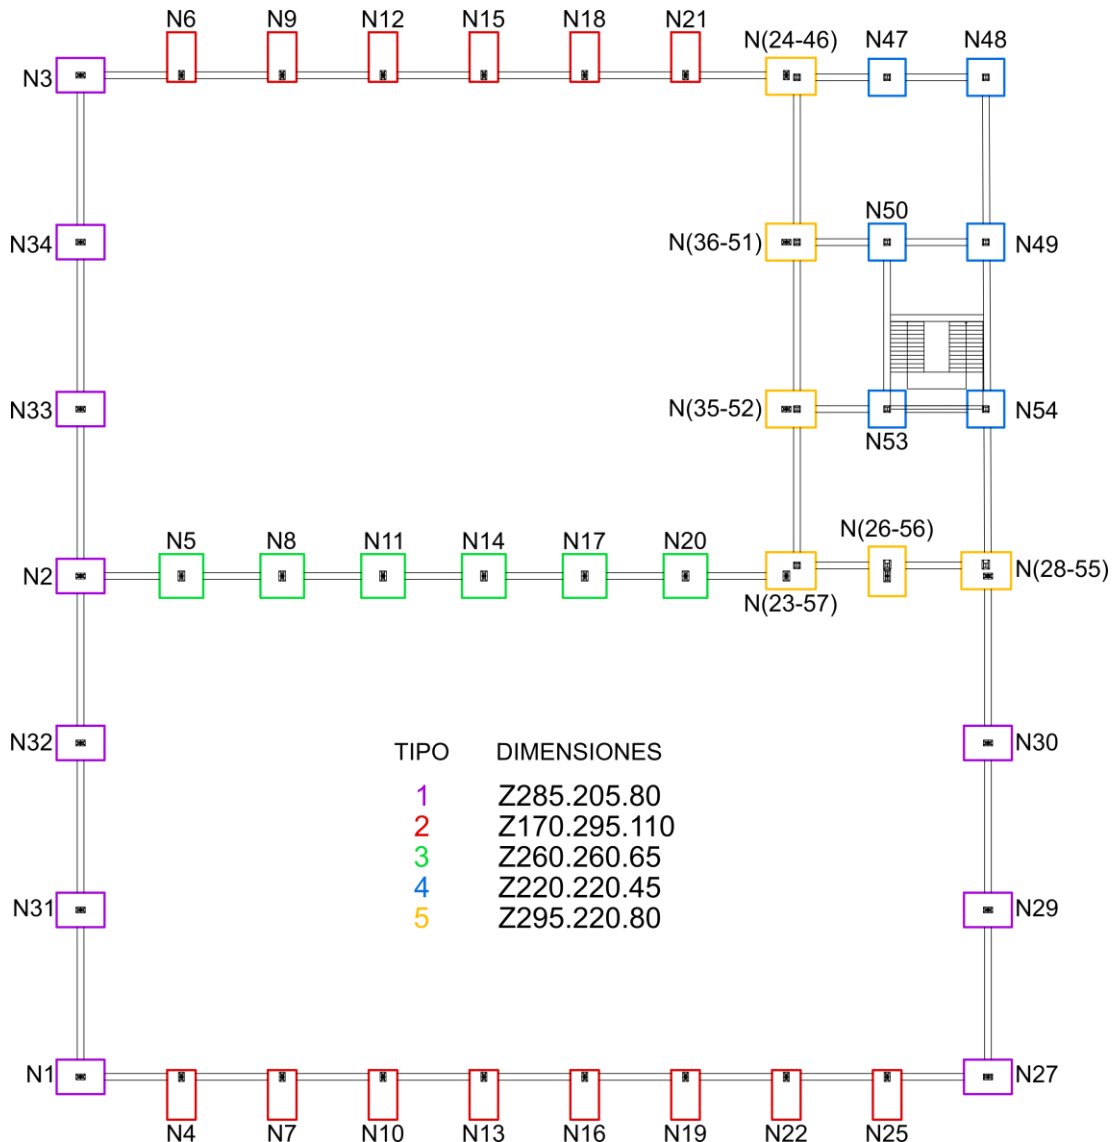 N6 N9 N12 N15 N18 N21
N(24-46) N47 N48
N3
N50
N34 N(36-51) N49
N33 N(35-52) N54
N53
N(26-56)
N5 N8 N11 N14 N17 N20
N2 N(28-55)
N(23-57)
N32 N30
TIPO DIMENSIONES
1 Z285.205.80
2 Z170.295.110
3 Z260.260.65
4 Z220.220.45
5 Z295.220.80
N31 N29
N1 N27
N4 N7 N10 N13 N16 N19 N22 N25